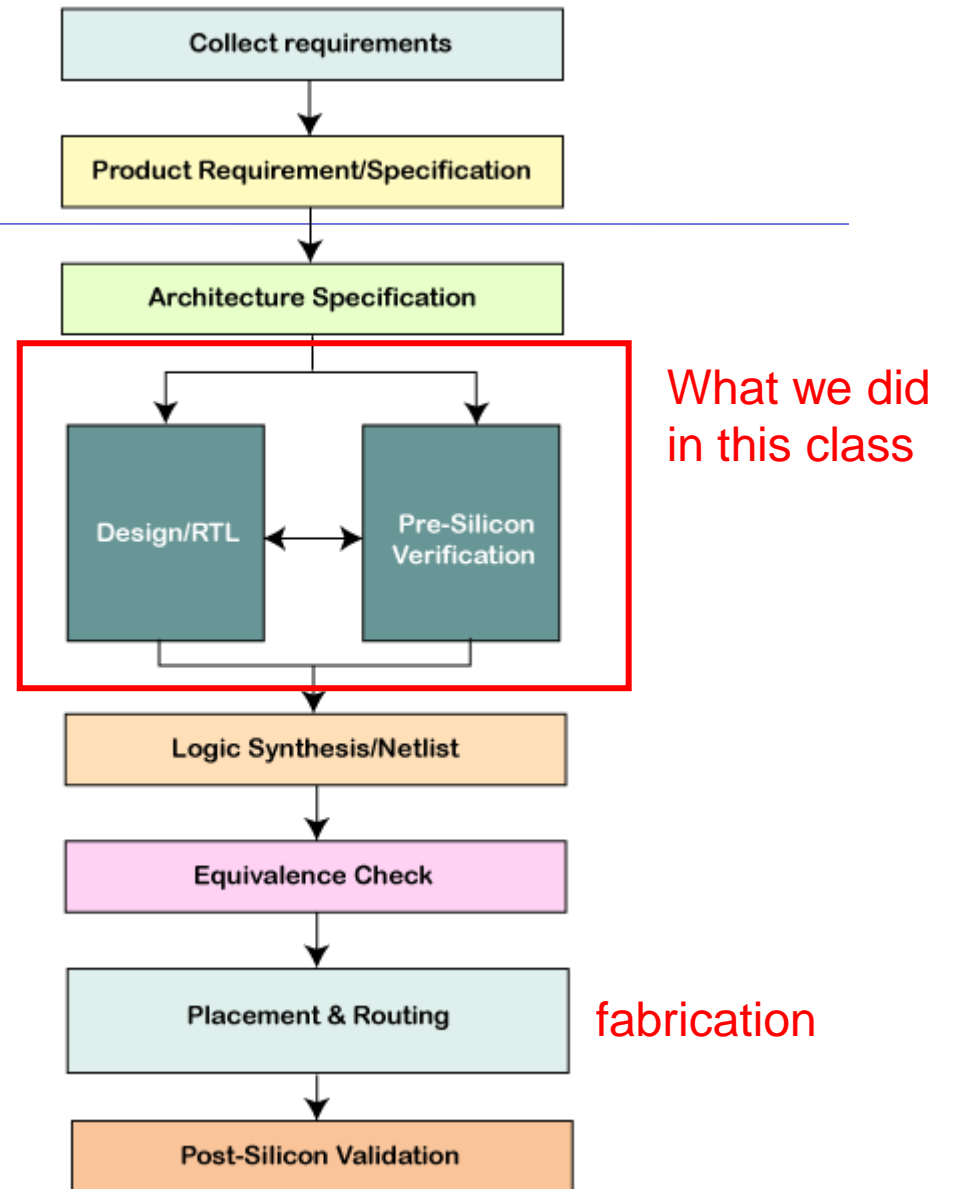 Collect requirements
Product Requirement/Specification
Architecture Specification
What we did
in this class
Design/RTL
Pre-Silicon
Verification
Logic Synthesis/Netlist
Equivalence Check
Placement & Routing
fabrication
Post-Silicon Validation